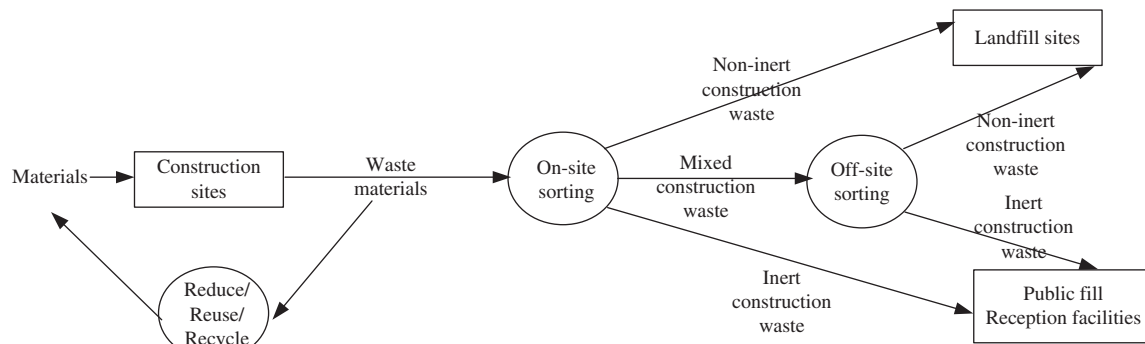 Landfill sites
Non-inert
construction
waste
Non-inert
construction
waste
Materials
Construction
sites
Waste
materials
On-site
sorting
Mixed
construction
waste
Off-site
sorting
Inert
construction
waste
Inert
construction
waste
Reduce/
Reuse/
Recycle
Public fill
Reception facilities